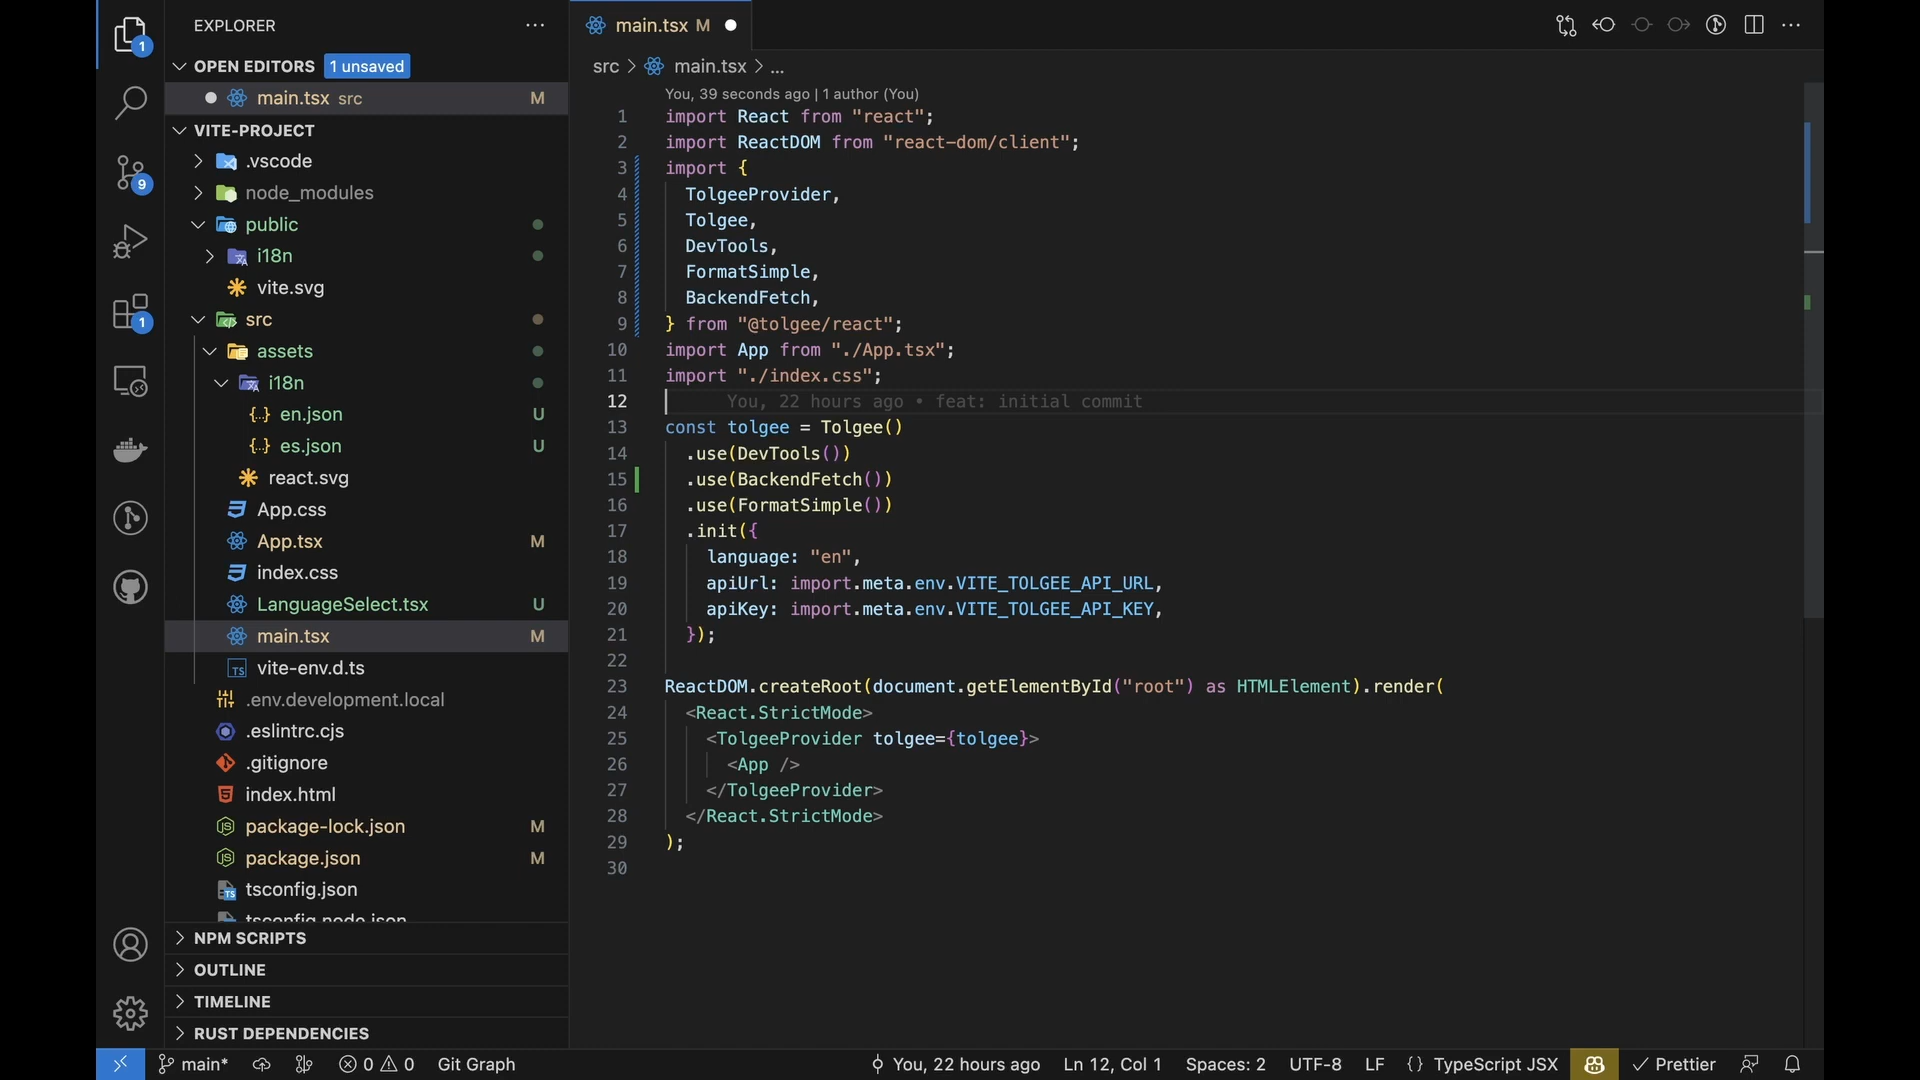 EXPLORER
OPEN EDITORS 1 unsaved
main.tsx src M
VITE-PROJECT
.vscode
node_modules
public
i18n
vite.svg
src
assets
i18n
en.json U
es.json U
react.svg
App.css
App.tsx M
index.css
LanguageSelect.tsx U
main.tsx M
vite-env.d.ts
.env.development.local
.eslintrc.cjs
.gitignore
index.html
package-lock.json M
package.json M
tsconfig.json
tsconfig.node.json
NPM SCRIPTS
OUTLINE
TIMELINE
RUST DEPENDENCIES
1
9
1
main.tsx M
src > main.tsx > ...
You, 39 seconds ago | 1 author (You)
1 import React from "react";
2 import ReactDOM from "react-dom/client";
3 import {
4 TolgeeProvider,
5 Tolgee,
6 DevTools,
7 FormatSimple,
8 BackendFetch,
9 } from "@tolgee/react";
10 import App from "./App.tsx";
11 import "./index.css";
12 You, 22 hours ago • feat: initial commit
13 const tolgee = Tolgee()
14 .use(DevTools())
15 .use(BackendFetch())
16 .use(FormatSimple())
17 .init({
18 language: "en",
19 apiUrl: import.meta.env.VITE_TOLGEE_API_URL,
20 apiKey: import.meta.env.VITE_TOLGEE_API_KEY,
21 });
22
23 ReactDOM.createRoot(document.getElementById("root") as HTMLElement).render(
24 <React.StrictMode>
25 <TolgeeProvider tolgee={tolgee}>
26 <App />
27 </TolgeeProvider>
28 </React.StrictMode>
29 );
30
main* 0 0 Git Graph You, 22 hours ago Ln 12, Col 1 Spaces: 2 UTF-8 LF {} TypeScript JSX Prettier